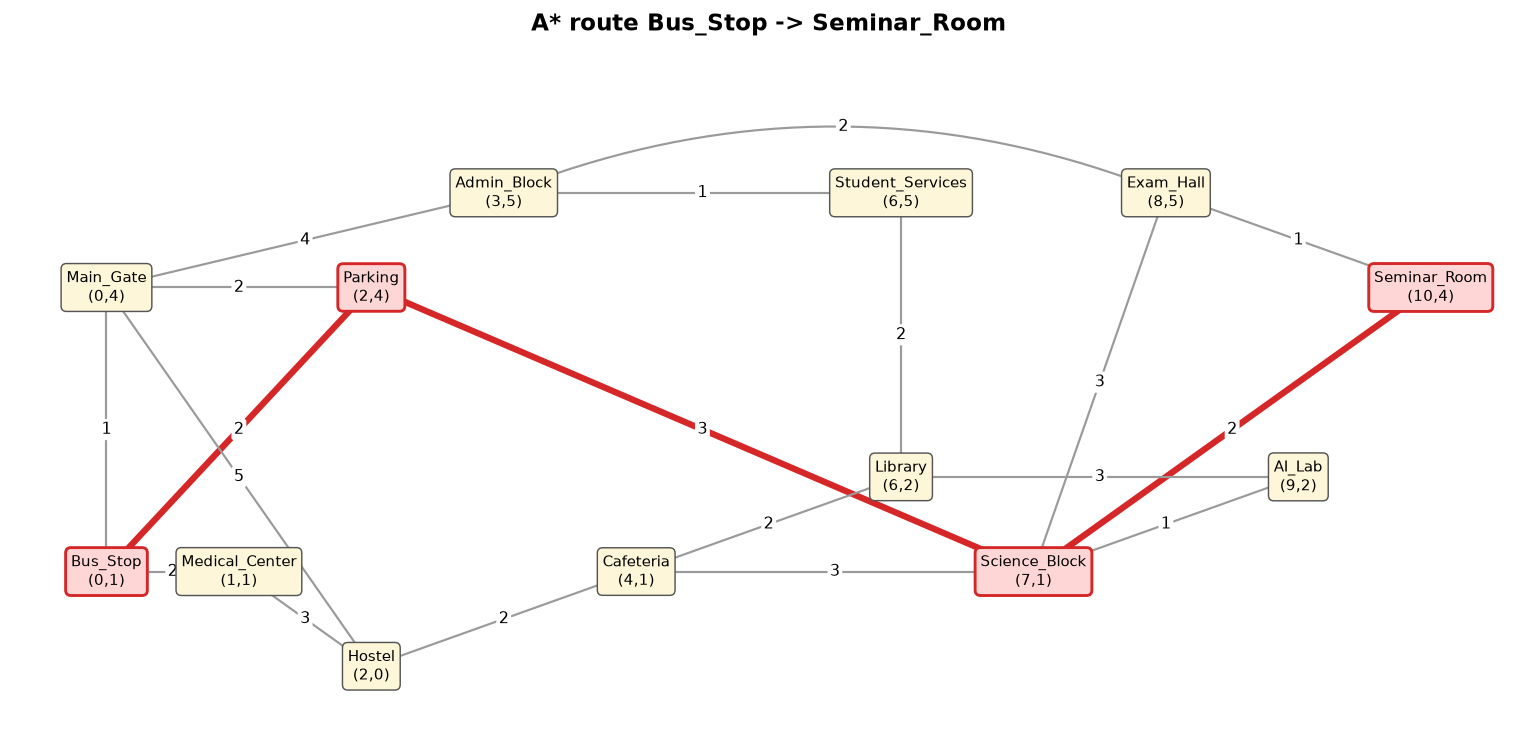 A* route Bus_Stop -> Seminar_Room
2
Admin_Block
(3,5)
1
Student_Services
(6,5)
Exam_Hall
(8,5)
4
1
Main_Gate
(0,4)
2
Parking
(2,4)
Seminar_Room
(10,4)
2
3
1
2
3
2
5
Library
(6,2)
3
AI_Lab
(9,2)
2
1
Bus_Stop
(0,1)
2
Medical_Center
(1,1)
Cafeteria
(4,1)
3
Science_Block
(7,1)
3
2
Hostel
(2,0)